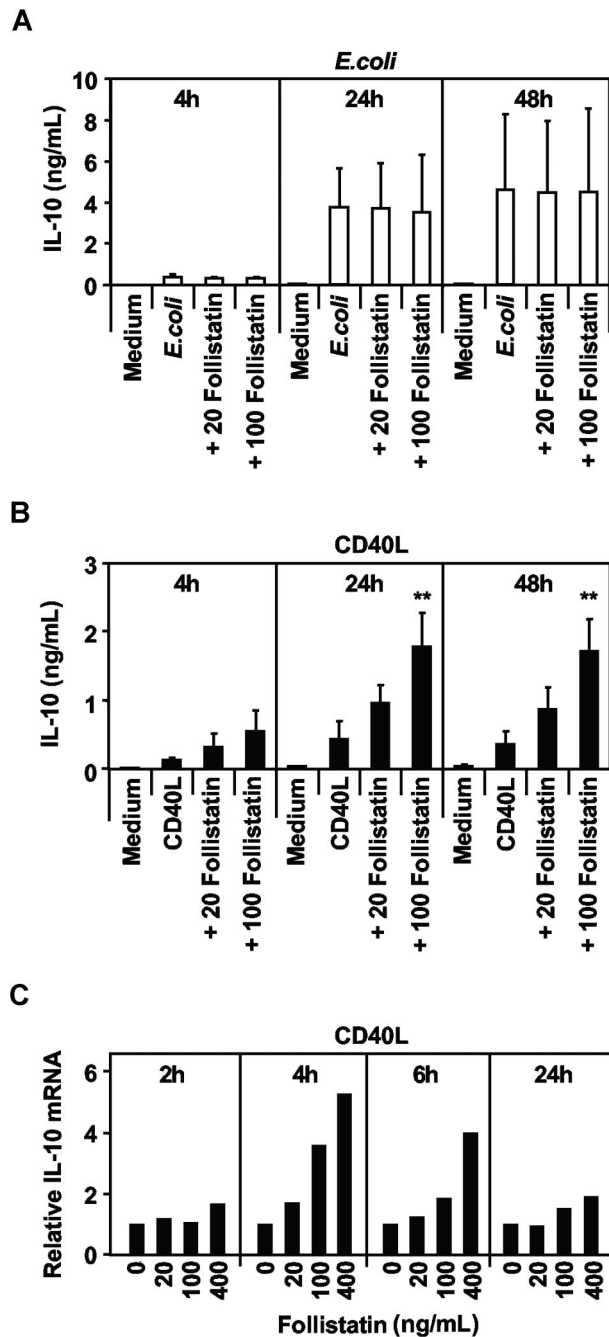 A
E.coli
4h 24h 48h
IL-10 (ng/mL)
10
8
6
4
2
0
Medium
E.coli
+ 20 Follistatin
+ 100 Follistatin
Medium
E.coli
+ 20 Follistatin
+ 100 Follistatin
Medium
E.coli
+ 20 Follistatin
+ 100 Follistatin
B
CD40L
4h 24h 48h
** **
IL-10 (ng/mL)
3
2
1
0
Medium
CD40L
+ 20 Follistatin
+ 100 Follistatin
Medium
CD40L
+ 20 Follistatin
+ 100 Follistatin
Medium
CD40L
+ 20 Follistatin
+ 100 Follistatin
C
CD40L
2h 4h 6h 24h
Relative IL-10 mRNA
6
4
2
0
0 20 100 400 0 20 100 400 0 20 100 400 0 20 100 400
Follistatin (ng/mL)